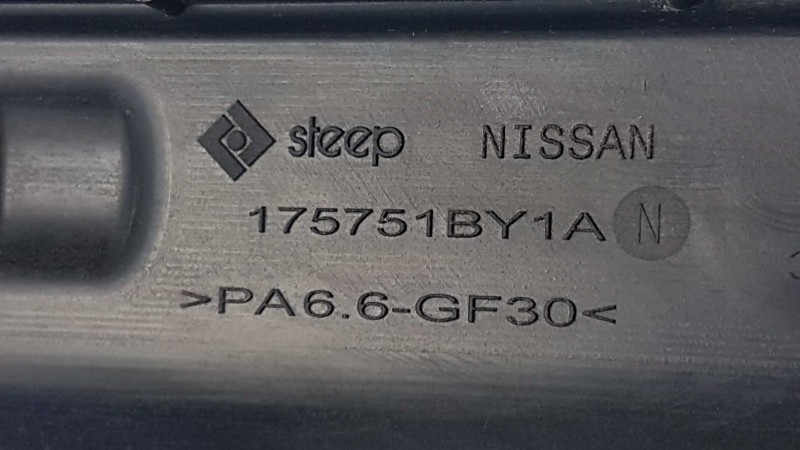 steep NISSAN
175751BY1A N
>PA6.6-GF30<